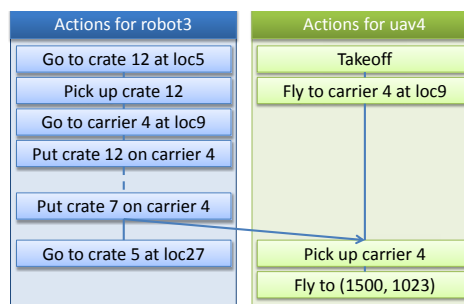 Actions for robot3
Go to crate 12 at loc5
Pick up crate 12
Go to carrier 4 at loc9
Put crate 12 on carrier 4
Put crate 7 on carrier 4
Go to crate 5 at loc27
Actions for uav4
Takeoff
Fly to carrier 4 at loc9
Pick up carrier 4
Fly to (1500, 1023)